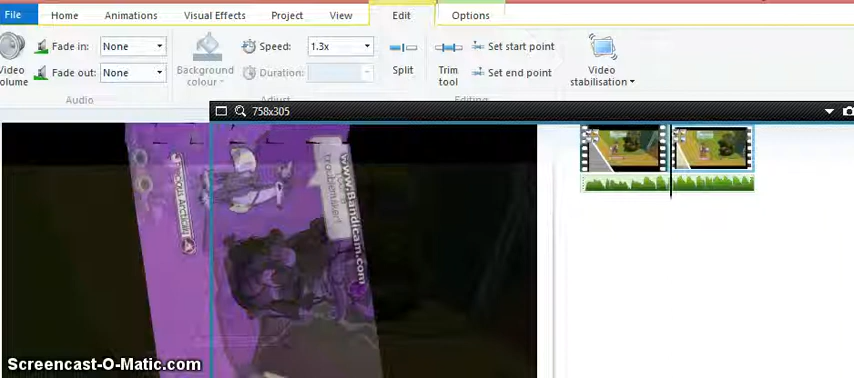 File Home Animations Visual Effects Project View Edit Options
Fade in: None
Fade out: None
Video
volume
Background
colour
Speed: 1.3x
Duration:
Split
Trim
tool
Set start point
Set end point
Video
stabilisation
Audio
Adjust
Editing
758x305
www.Bandicam.com
troublemaker!
Screencast-O-Matic.com